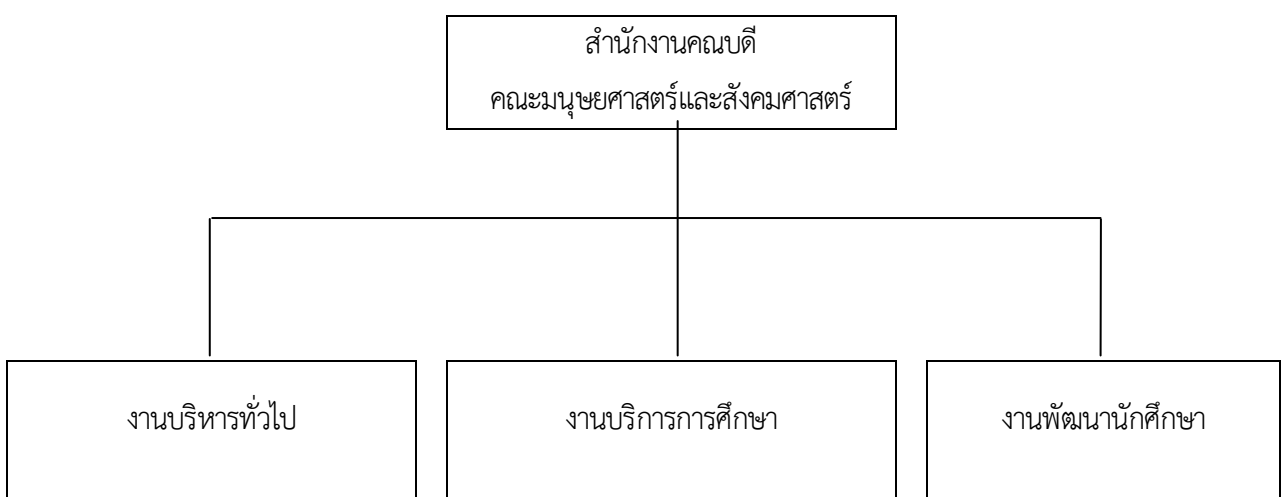 สำนักงานคณบดี
คณะมนุษยศาสตร์และสังคมศาสตร์
งานบริหารทั่วไป
งานบริการการศึกษา
งานพัฒนานักศึกษา